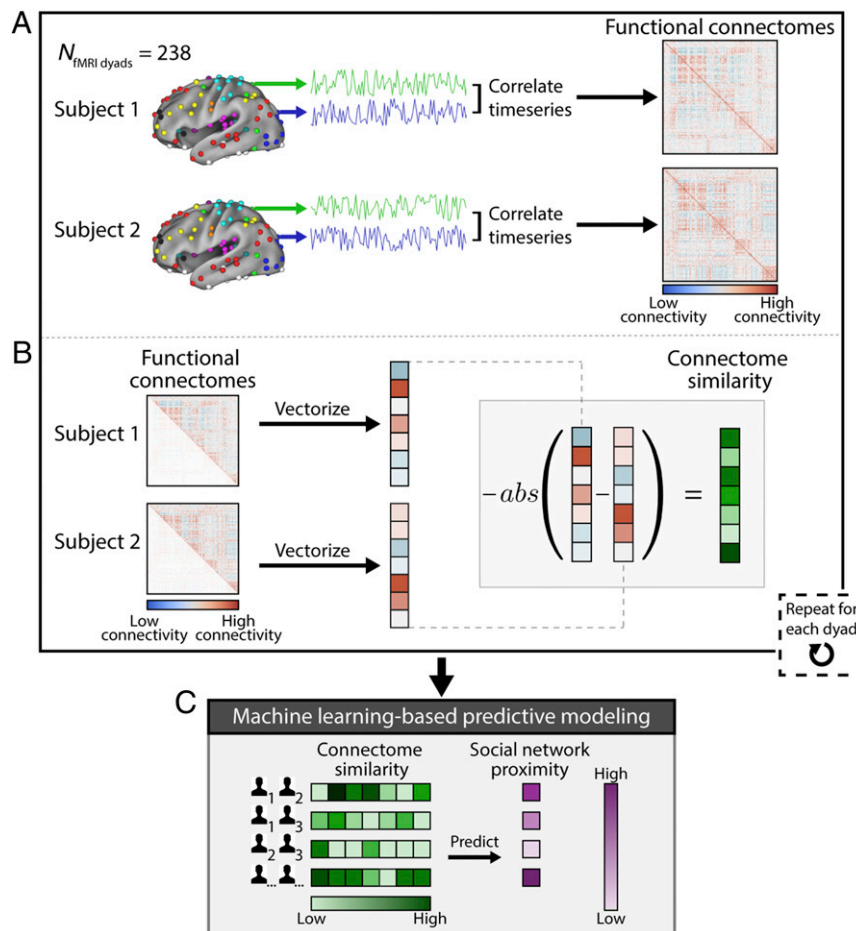 A
N fMRI dyads = 238
Functional connectomes
Subject 1
Correlate
timeseries
Subject 2
Correlate
timeseries
Low
connectivity
High
connectivity
B
Functional
connectomes
Connectome
similarity
Subject 1
Vectorize
-abs( - ) =
Subject 2
Vectorize
Low
connectivity
High
connectivity
Repeat for
each dyad
C
Machine learning-based predictive modeling
Connectome
similarity
Social network
proximity
High
1 2
1 3
Predict
2 3
... ...
Low
High
Low